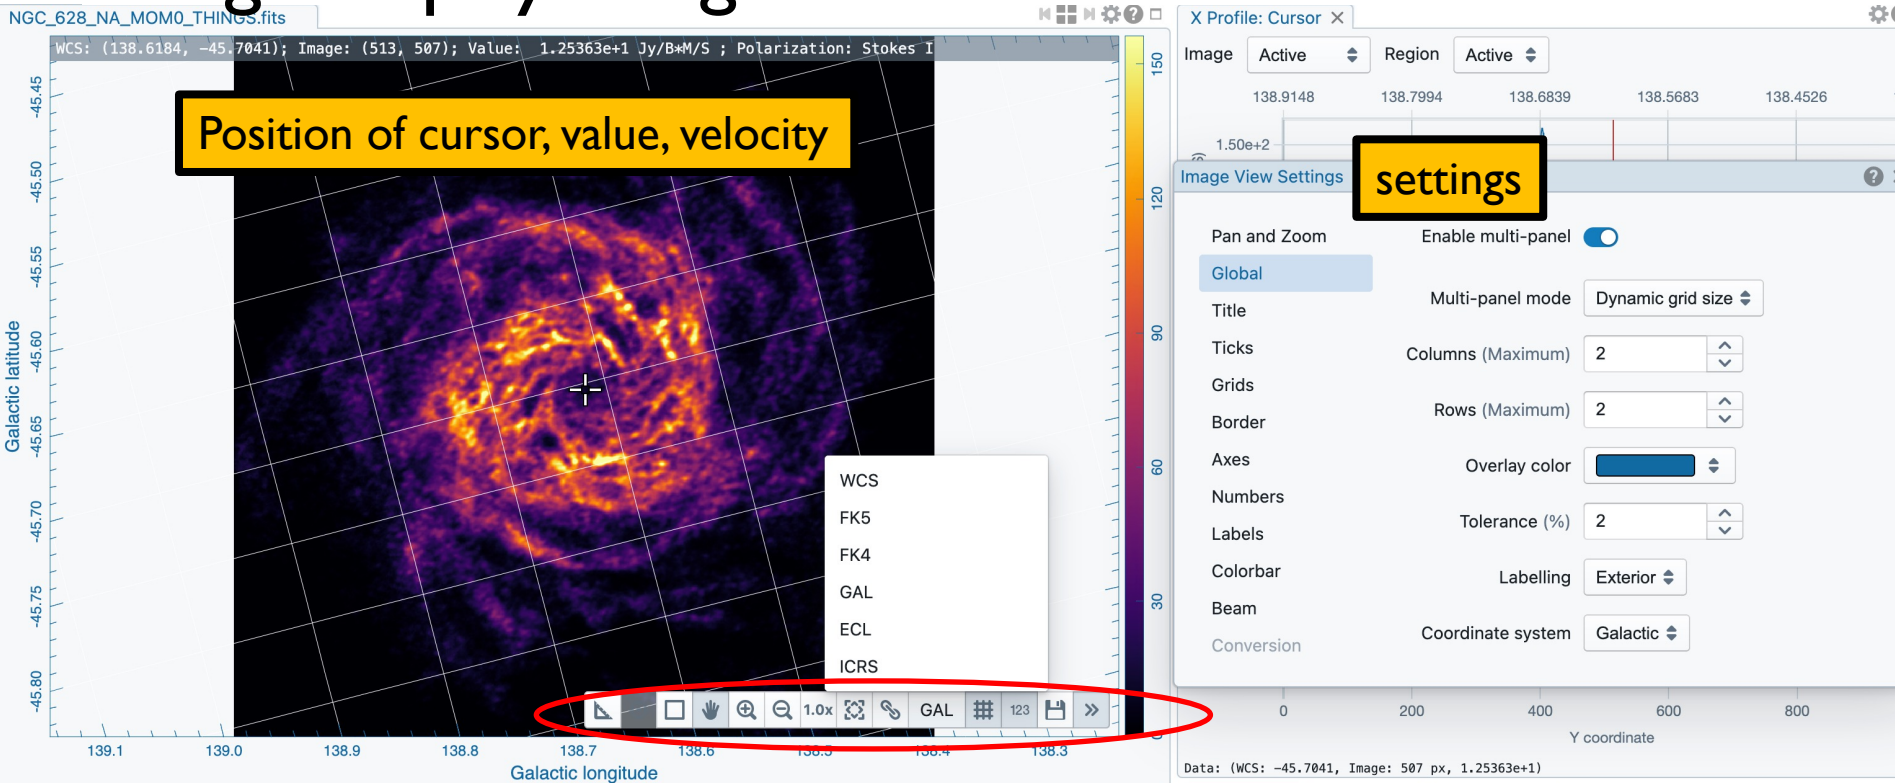 NGC_628_NA_MOM0_THINGS.fits
WCS: (138.6184, -45.7041); Image: (513, 507); Value: 1.25363e+1 Jy/B*M/S ; Polarization: Stokes I
Position of cursor, value, velocity
-45.45
-45.50
-45.55
-45.60
-45.65
-45.70
-45.75
-45.80
Galactic latitude
139.1 139.0 138.9 138.8 138.7 138.6 138.5 138.4 138.3
Galactic longitude
150
120
90
60
30
WCS
FK5
FK4
GAL
ECL
ICRS
1.0x GAL 123
X Profile: Cursor
Image Active Region Active
138.9148 138.7994 138.6839 138.5683 138.4526
1.50e+2
Image View Settings
settings
Pan and Zoom
Global
Title
Ticks
Grids
Border
Axes
Numbers
Labels
Colorbar
Beam
Conversion
Enable multi-panel
Multi-panel mode Dynamic grid size
Columns (Maximum) 2
Rows (Maximum) 2
Overlay color
Tolerance (%) 2
Labelling Exterior
Coordinate system Galactic
0 200 400 600 800
Y coordinate
Data: (WCS: -45.7041, Image: 507 px, 1.25363e+1)